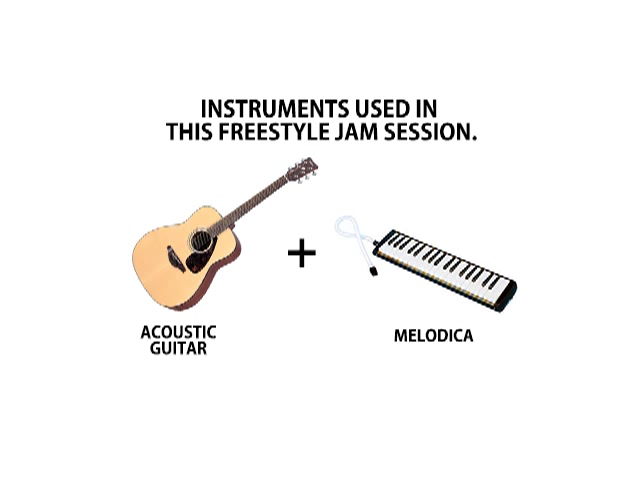 INSTRUMENTS USED IN
THIS FREESTYLE JAM SESSION.
ACOUSTIC
GUITAR
MELODICA